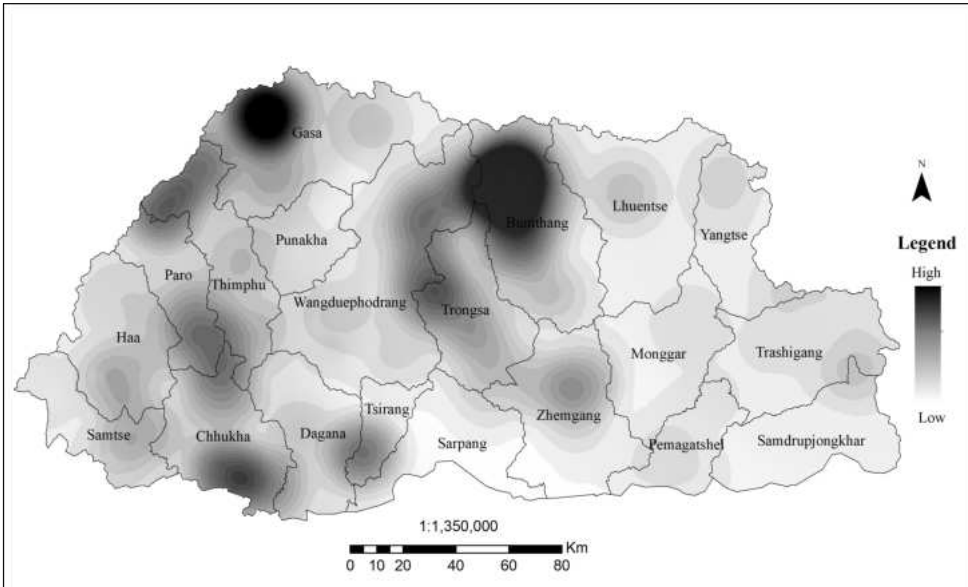 Gasa
N
Lhuentse
Bumthang
Yangtse
Punakha
Legend
High
Paro
Thimphu
Wangduephodrang
Trongsa
Haa
Monggar
Trashigang
Low
Tsirang
Zhemgang
Samtse
Chhukha
Dagana
Sarpang
Pemagatshel
Samdrupjongkhar
1:1,350,000
Km
0 10 20 40 60 80